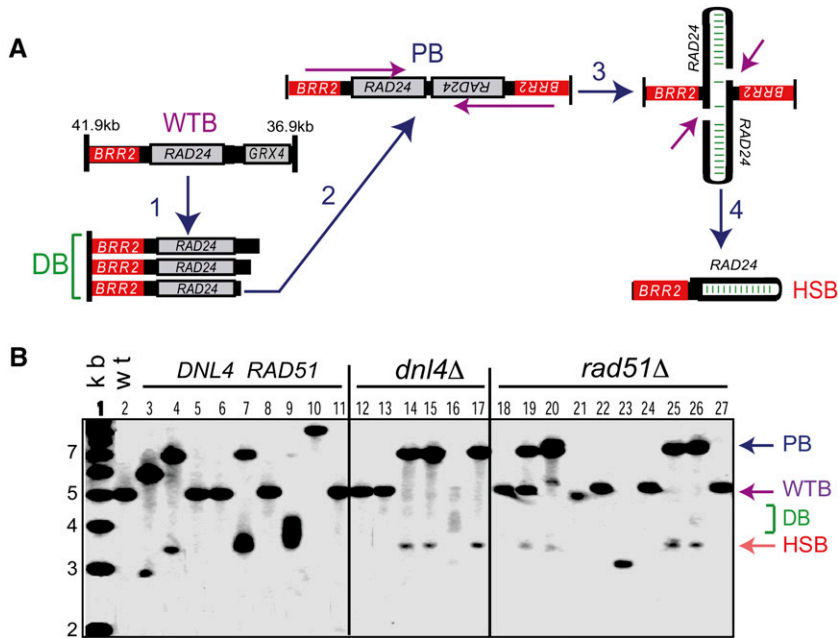 A
41.9kb
WTB
36.9kb
BRR2
RAD24
GRX4
1
DB
BRR2
RAD24
BRR2
RAD24
BRR2
RAD24
2
PB
BRR2
RAD24
RAD24
BRR2
3
RAD24
BRR2
BRR2
RAD24
4
RAD24
BRR2
HSB
B
kb
wt
DNL4 RAD51
dnl4Δ
rad51Δ
1 2 3 4 5 6 7 8 9 10 11 12 13 14 15 16 17 18 19 20 21 22 23 24 25 26 27
7
PB
5
WTB
4
DB
HSB
3
2